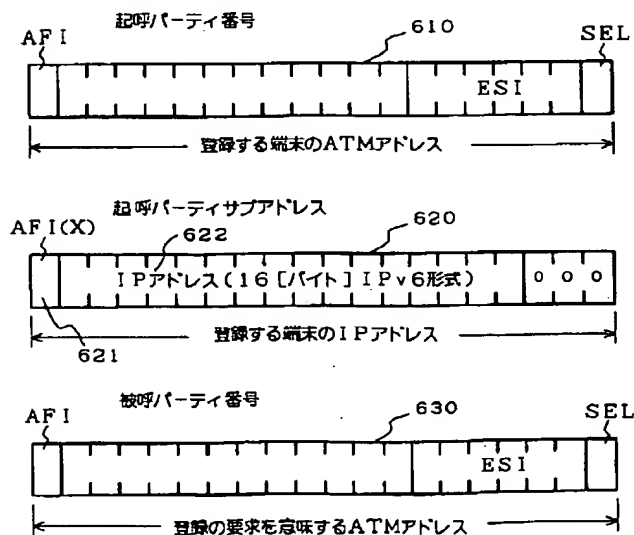 起呼パーティ番号
AFI 610 SEL
ESI
登録する端末のATMアドレス
起呼パーティサブアドレス
AFI(X) 622 620
IPアドレス(16[バイト]IPv6形式) 0 0 0
登録する端末のIPアドレス
621
被呼パーティ番号
AFI 630 SEL
ESI
登録の要求を意味するATMアドレス